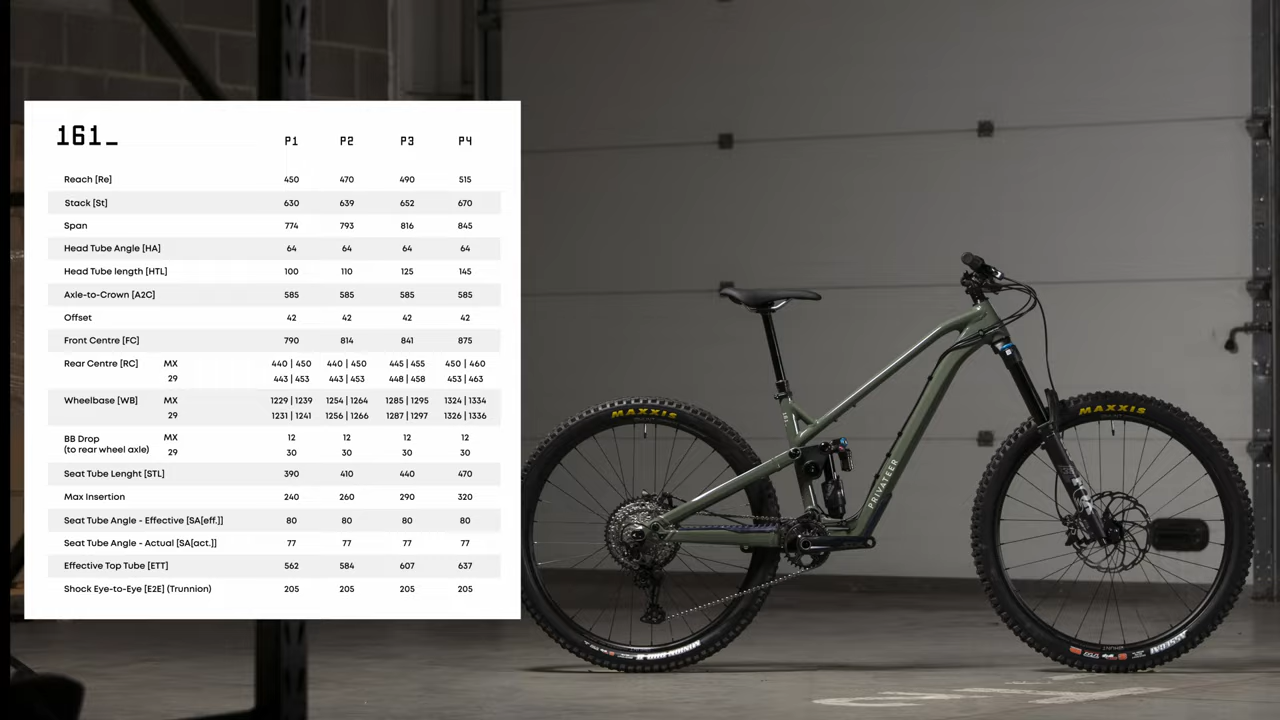 161_ P1 P2 P3 P4
Reach [Re] 450 470 490 515
Stack [St] 630 639 652 670
Span 774 793 816 845
Head Tube Angle [HA] 64 64 64 64
Head Tube length [HTL] 100 110 125 145
Axle-to-Crown [A2C] 585 585 585 585
Offset 42 42 42 42
Front Centre [FC] 790 814 841 875
Rear Centre [RC] MX 440 | 450 440 | 450 445 | 455 450 | 460
29 443 | 453 443 | 453 448 | 458 453 | 463
Wheelbase [WB] MX 1229 | 1239 1254 | 1264 1285 | 1295 1324 | 1334
29 1231 | 1241 1256 | 1266 1287 | 1297 1326 | 1336
BB Drop MX 12 12 12 12
(to rear wheel axle) 29 30 30 30 30
Seat Tube Lenght [STL] 390 410 440 470
Max Insertion 240 260 290 320
Seat Tube Angle - Effective [SA[eff.]] 80 80 80 80
Seat Tube Angle - Actual [SA[act.]] 77 77 77 77
Effective Top Tube [ETT] 562 584 607 637
Shock Eye-to-Eye [E2E] (Trunnion) 205 205 205 205
MAXXIS
MAXXIS
161
PRIVATEER
MINION DHR II
HUNT
ASSEGAI